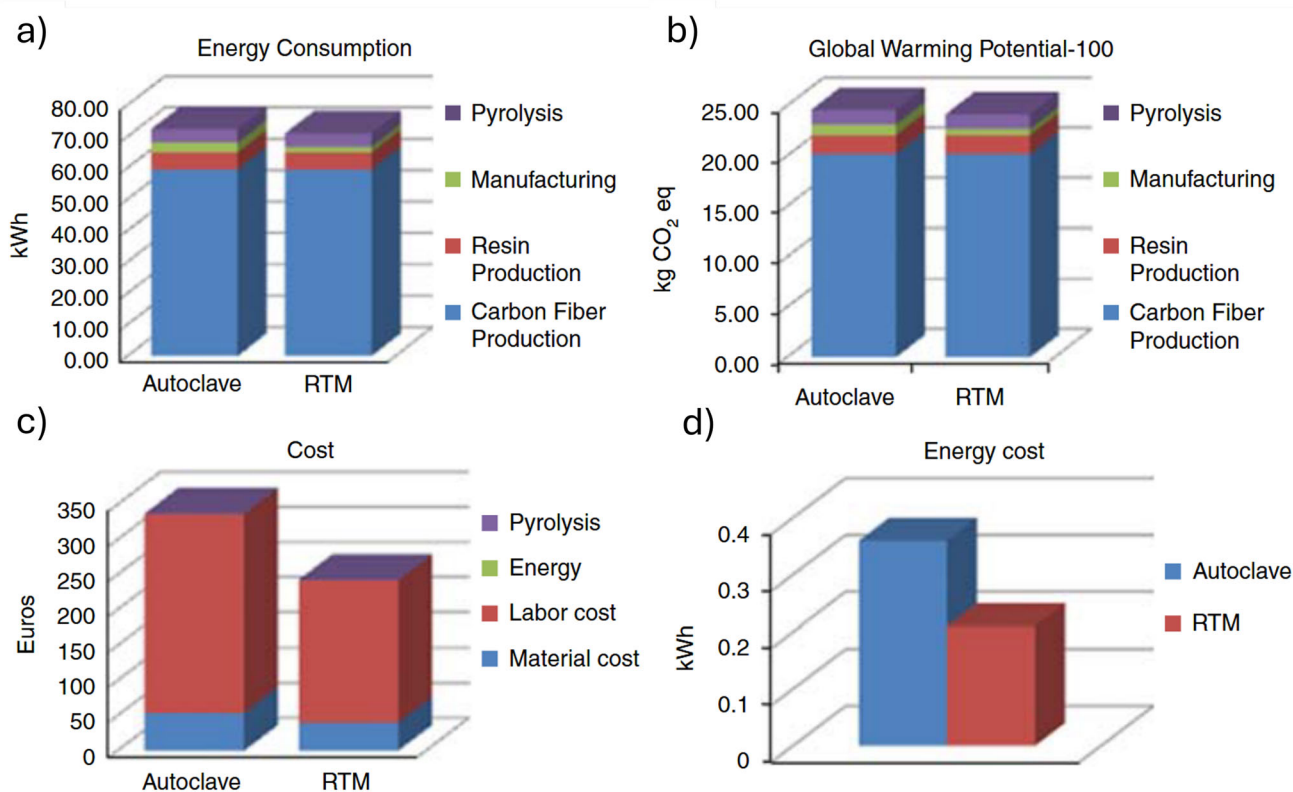 a)
Energy Consumption
80.00
70.00
60.00
50.00
40.00
30.00
20.00
10.00
0.00
kWh
Autoclave
RTM
Pyrolysis
Manufacturing
Resin
Production
Carbon Fiber
Production
b)
Global Warming Potential-100
25.00
20.00
15.00
10.00
5.00
0.00
kg CO₂ eq
Autoclave
RTM
Pyrolysis
Manufacturing
Resin
Production
Carbon Fiber
Production
c)
Cost
350
300
250
200
150
100
50
0
Euros
Autoclave
RTM
Pyrolysis
Energy
Labor cost
Material cost
d)
Energy cost
0.4
0.3
0.2
0.1
0
kWh
Autoclave
RTM